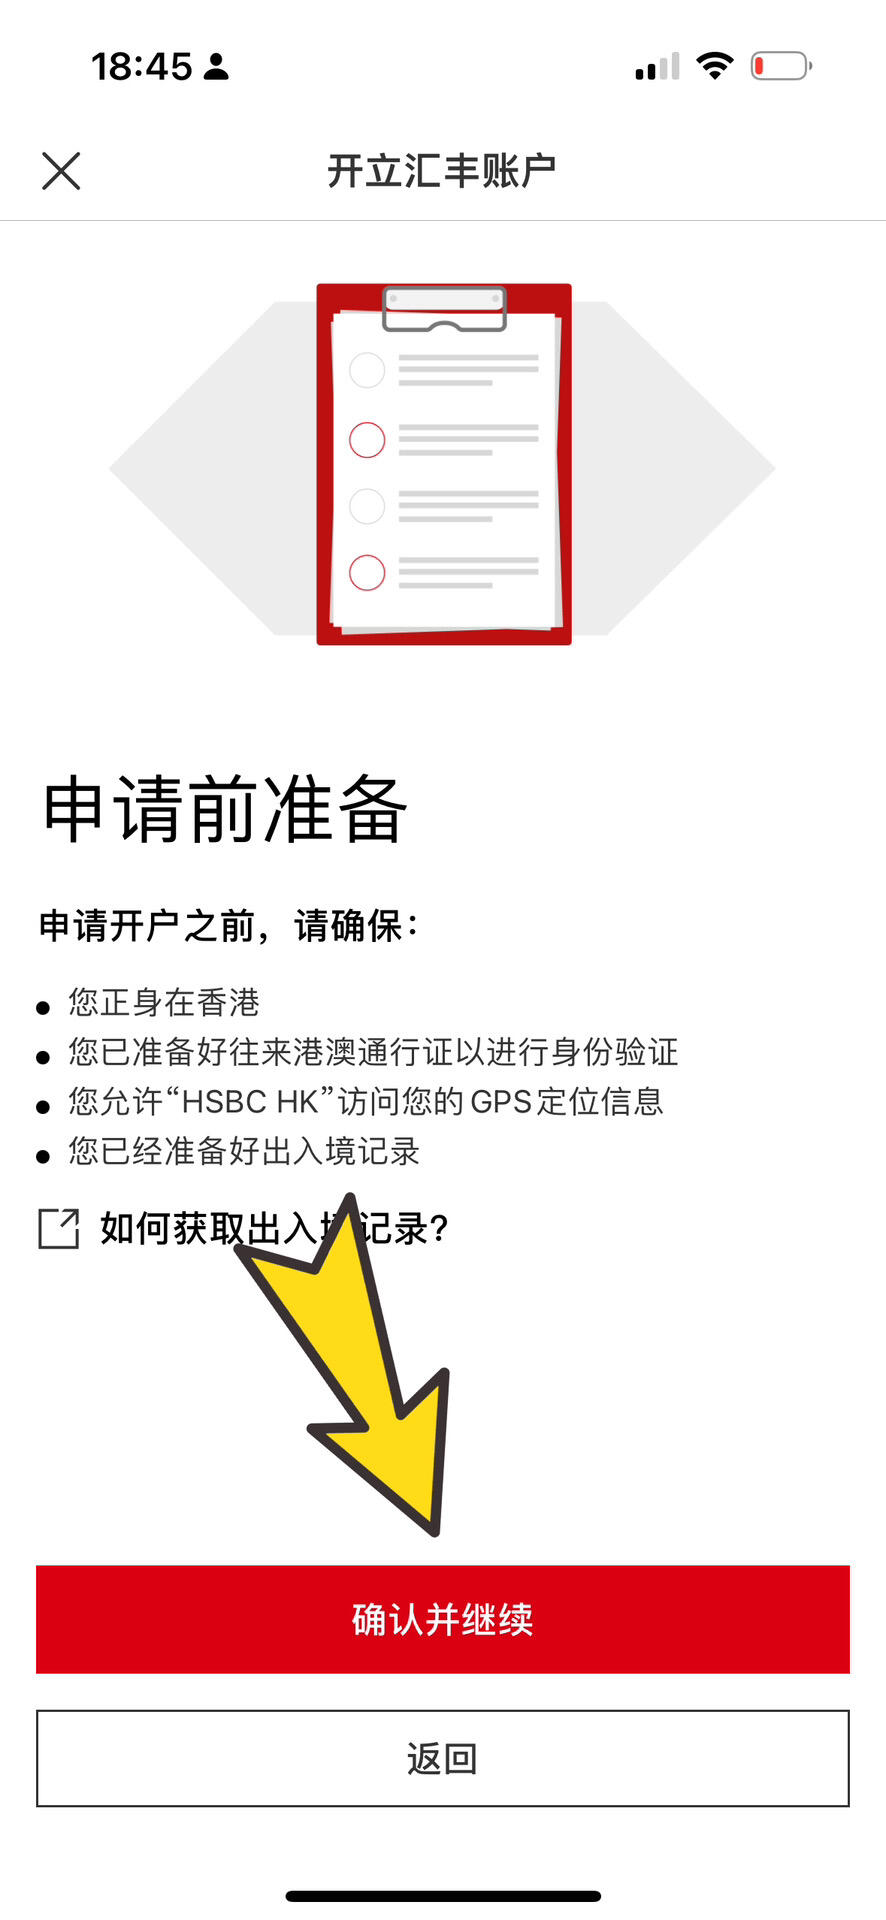 18:45
开立汇丰账户
申请前准备
申请开户之前，请确保：
您正身在香港
您已准备好往来港澳通行证以进行身份验证
您允许“HSBC HK”访问您的GPS定位信息
您已经准备好出入境记录
如何获取出入境记录?
确认并继续
返回